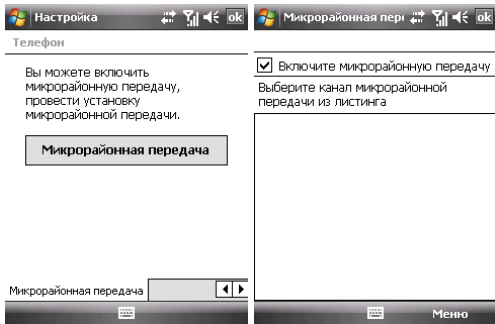 Настройка
ok
Телефон
Вы можете включить
микрорайонную передачу,
провести установку
микрорайонной передачи.
Микрорайонная передача
Микрорайонная передача
Микрорайонная пере
ok
Включите микрорайонную передачу
Выберите канал микрорайонной
передачи из листинга
Меню